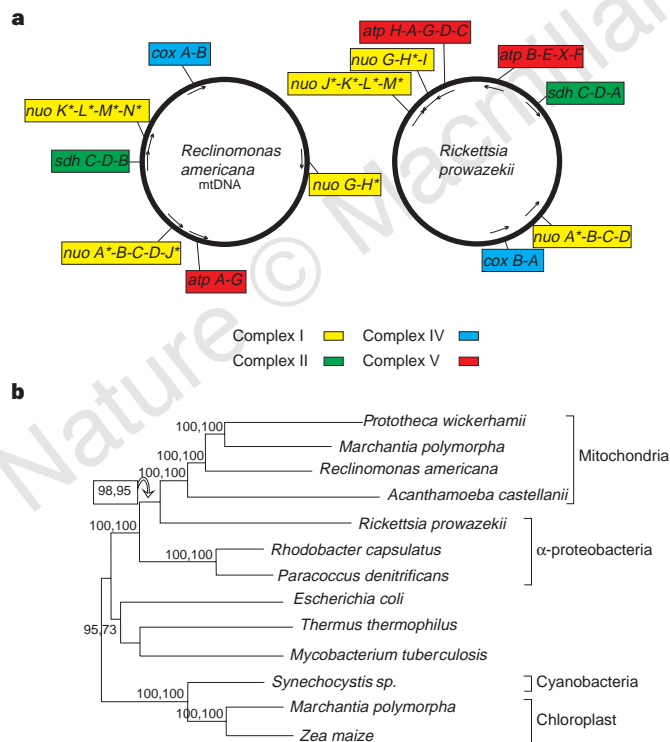 a
atp H-A-G-D-C
cox A-B
nuo G-H*-I
atp B-E-X-F
nuo J*-K*-L*-M*
sdh C-D-A
nuo K*-L*-M*-N*
Reclinomonas
americana
mtDNA
Rickettsia
prowazekii
sdh C-D-B
nuo G-H*
nuo A*-B-C-D-J*
nuo A*-B-C-D
atp A-G
cox B-A
Complex I
Complex IV
Complex II
Complex V
b
Prototheca wickerhamii
100,100
Marchantia polymorpha
100,100
Mitochondria
Reclinomonas americana
100,100
98,95
Acanthamoeba castellanii
100,100
Rickettsia prowazekii
Rhodobacter capsulatus
100,100
α-proteobacteria
Paracoccus denitrificans
Escherichia coli
95,73
Thermus thermophilus
Mycobacterium tuberculosis
Synechocystis sp.
Cyanobacteria
100,100
Marchantia polymorpha
100,100
Chloroplast
Zea maize
Nature © Macmillan